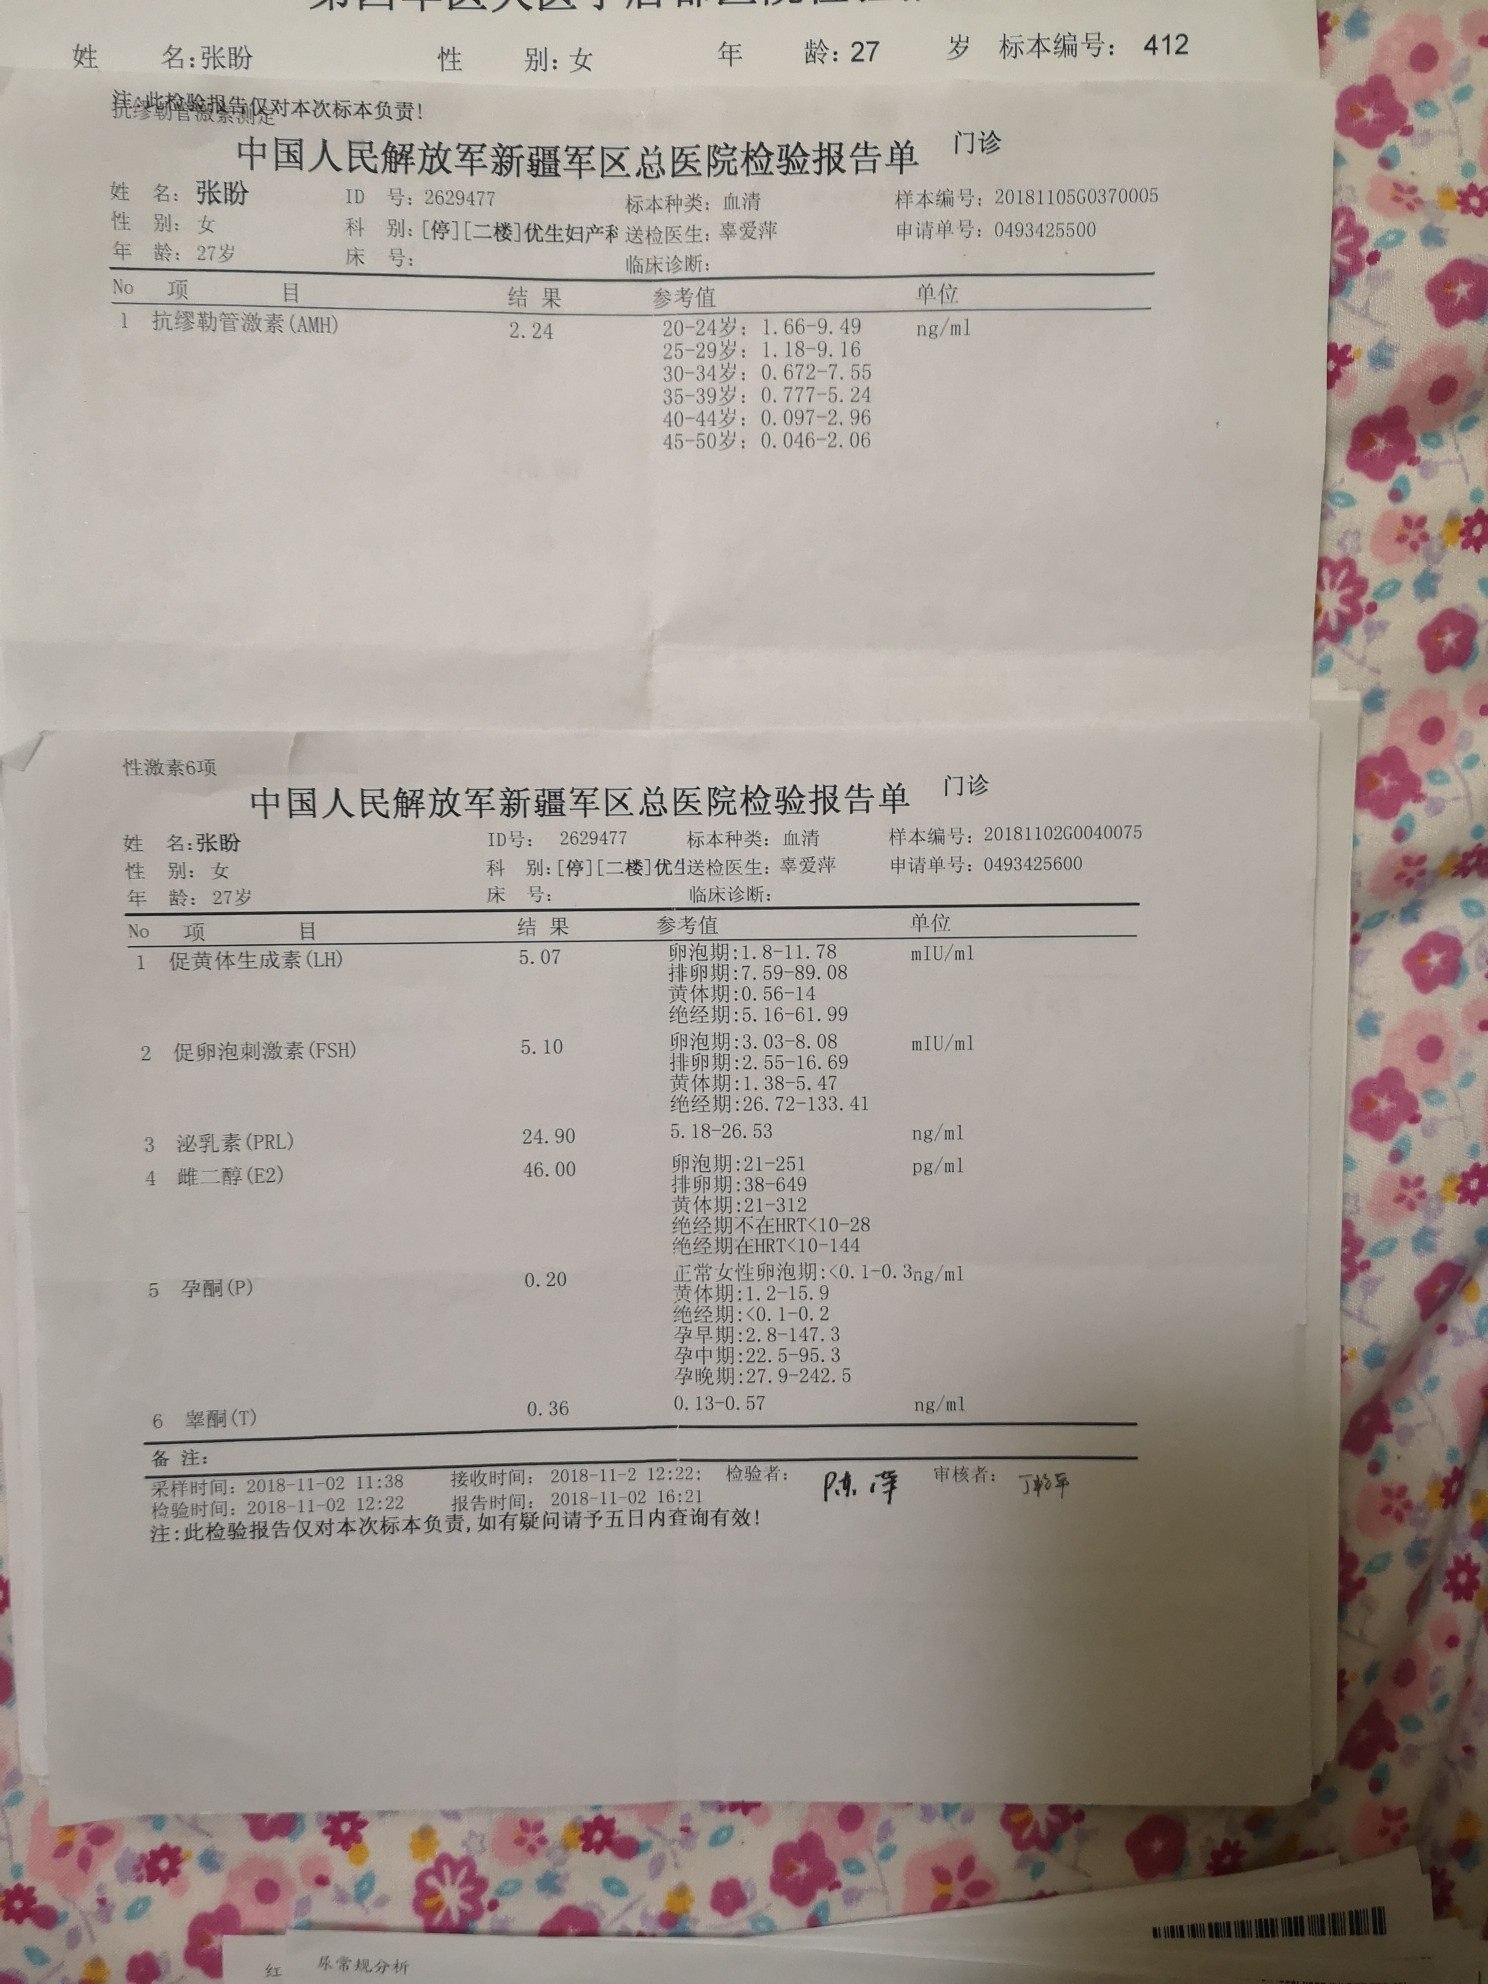 姓 名:张盼 性 别:女 年 龄:27 岁 标本编号: 412
注:此检验报告仅对本次标本负责!
抗缪勒管激素测定
中国人民解放军新疆军区总医院检验报告单 门诊
姓 名: 张盼 ID 号:2629477 标本种类: 血清 样本编号: 20181105G0370005
性 别: 女 科 别:[停][二楼]优生妇产科 送检医生: 辜爱萍 申请单号: 0493425500
年 龄: 27岁 床 号: 临床诊断:
No 项 目 结 果 参考值 单位
1 抗缪勒管激素(AMH) 2.24 20-24岁: 1.66-9.49 ng/ml
25-29岁: 1.18-9.16
30-34岁: 0.672-7.55
35-39岁: 0.777-5.24
40-44岁: 0.097-2.96
45-50岁: 0.046-2.06
性激素6项
中国人民解放军新疆军区总医院检验报告单 门诊
姓 名:张盼 ID号: 2629477 标本种类: 血清 样本编号: 20181102G0040075
性 别: 女 科 别:[停][二楼]优生 送检医生: 辜爱萍 申请单号: 0493425600
年 龄: 27岁 床 号: 临床诊断:
No 项 目 结 果 参考值 单位
1 促黄体生成素(LH) 5.07 卵泡期:1.8-11.78 mIU/ml
排卵期:7.59-89.08
黄体期:0.56-14
绝经期:5.16-61.99
2 促卵泡刺激素(FSH) 5.10 卵泡期:3.03-8.08 mIU/ml
排卵期:2.55-16.69
黄体期:1.38-5.47
绝经期:26.72-133.41
3 泌乳素(PRL) 24.90 5.18-26.53 ng/ml
4 雌二醇(E2) 46.00 卵泡期:21-251 pg/ml
排卵期:38-649
黄体期:21-312
绝经期不在HRT<10-28
绝经期在HRT<10-144
5 孕酮(P) 0.20 正常女性卵泡期:<0.1-0.3 ng/ml
黄体期:1.2-15.9
绝经期:<0.1-0.2
孕早期:2.8-147.3
孕中期:22.5-95.3
孕晚期:27.9-242.5
6 睾酮(T) 0.36 0.13-0.57 ng/ml
备 注:
采样时间: 2018-11-02 11:38 接收时间: 2018-11-2 12:22: 检验者: 陈萍 审核者:
检验时间: 2018-11-02 12:22 报告时间: 2018-11-02 16:21
注:此检验报告仅对本次标本负责,如有疑问请予五日内查询有效!
红 尿常规分析